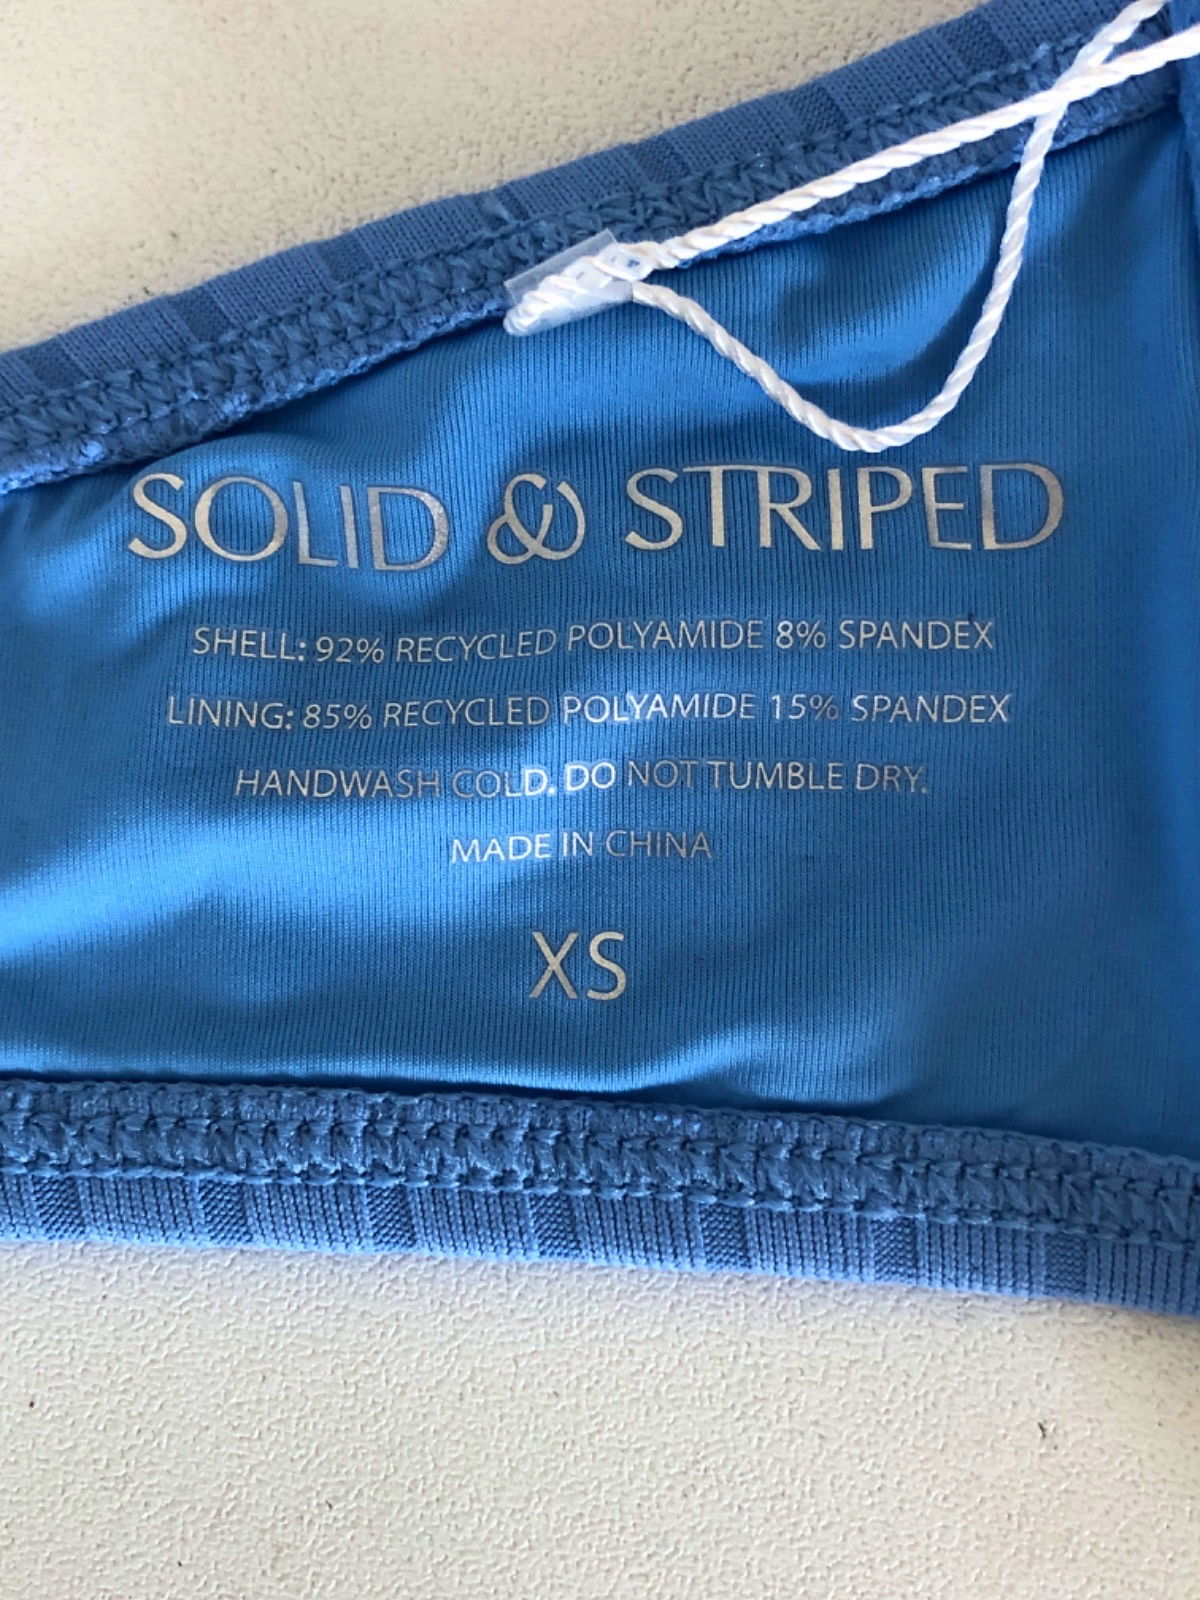 SOLID & STRIPED
SHELL: 92% RECYCLED POLYAMIDE 8% SPANDEX
LINING: 85% RECYCLED POLYAMIDE 15% SPANDEX
HANDWASH COLD. DO NOT TUMBLE DRY.
MADE IN CHINA
XS